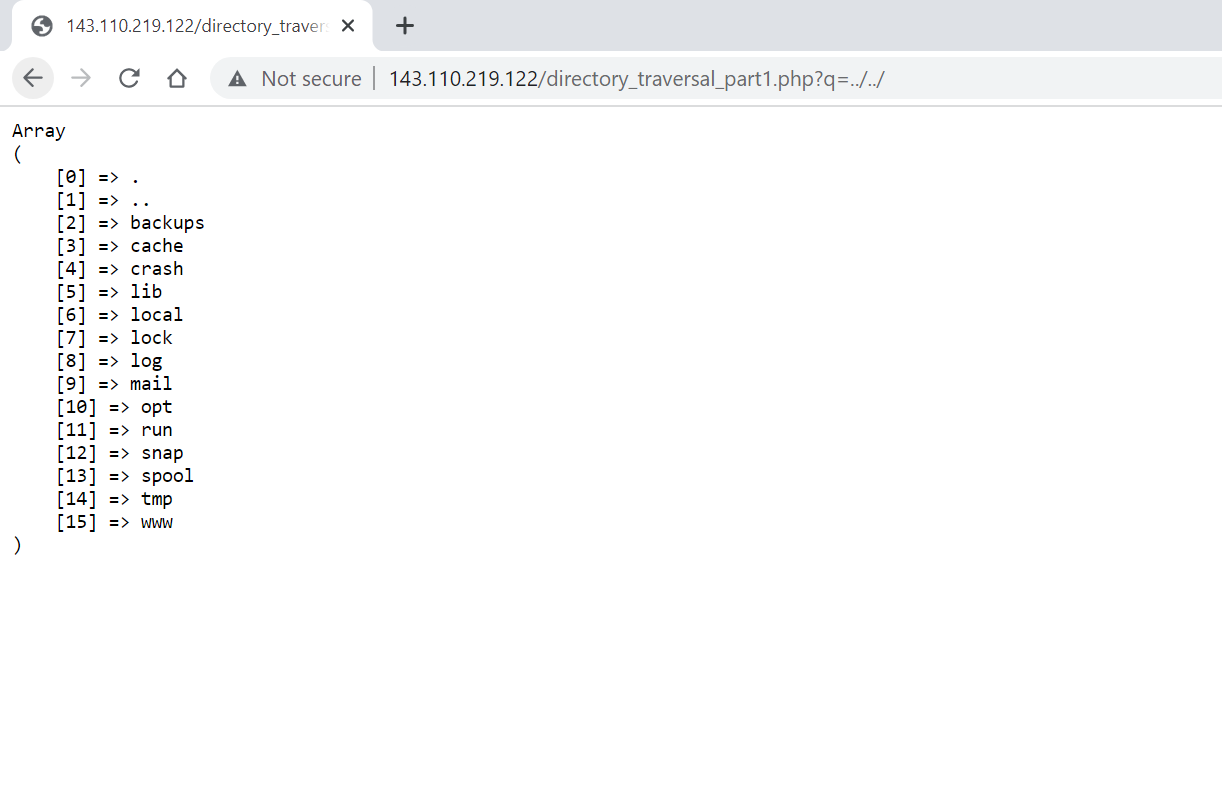 143.110.219.122/directory_traver
Not secure 143.110.219.122/directory_traversal_part1.php?q=../../
Array
(
    [0] => .
    [1] => ..
    [2] => backups
    [3] => cache
    [4] => crash
    [5] => lib
    [6] => local
    [7] => lock
    [8] => log
    [9] => mail
    [10] => opt
    [11] => run
    [12] => snap
    [13] => spool
    [14] => tmp
    [15] => www
)